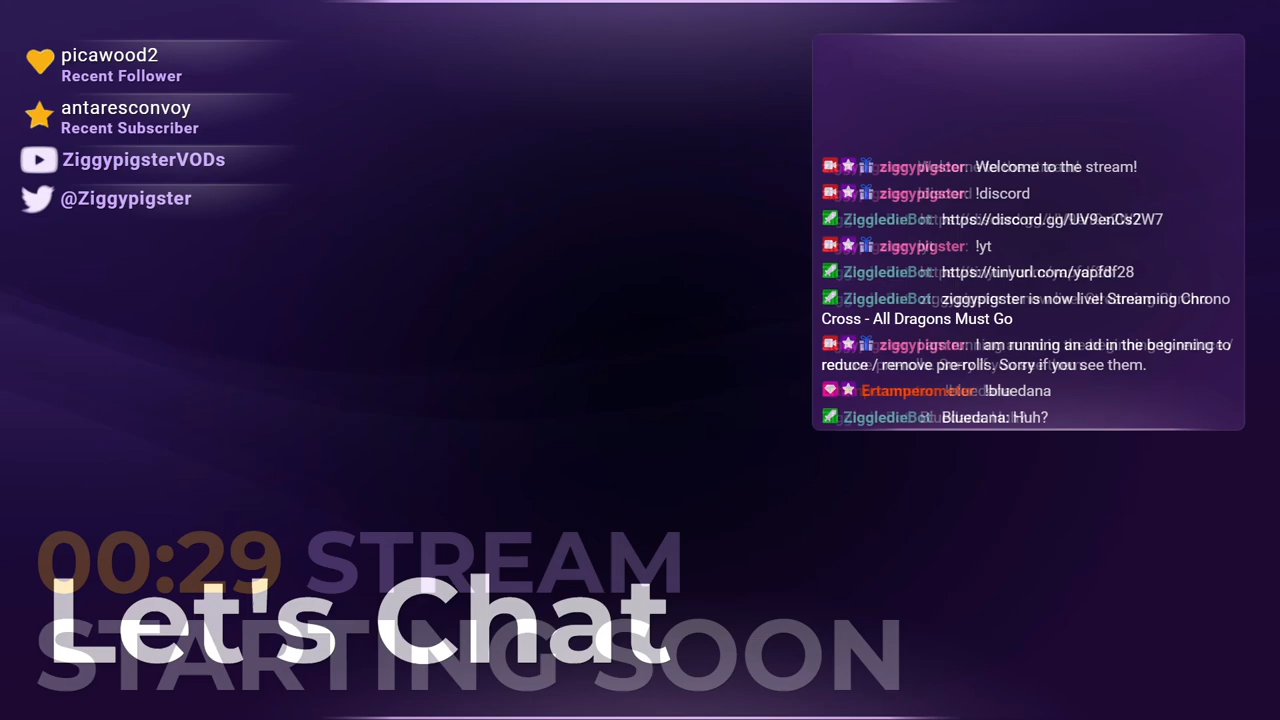 picawood2
Recent Follower
antaresconvoy
Recent Subscriber
ZiggypigsterVODs
@Ziggypigster
ziggypigster: Welcome to the stream!
ziggypigster: !discord
ZiggledieBot: https://discord.gg/
ziggypigster: !yt
ZiggledieBot: https://tinyurl.com/
ZiggledieBot: ziggypigster is now live! Streaming Chrono
Cross - All Dragons Must Go
ziggypigster: I am running an ad in the beginning to
reduce / remove pre-rolls. Sorry if you see them.
Ertamperometer: !bluedana
ZiggledieBot: Bluedana: Huh?
00:29 STREAM
Let's Chat
STARTING SOON